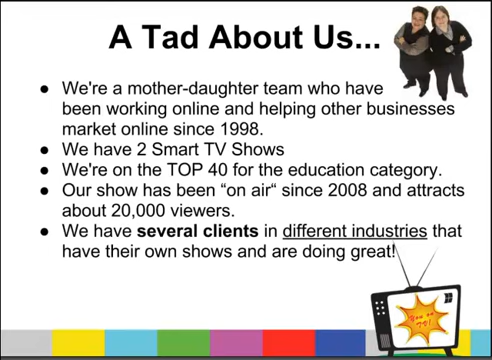 A Tad About Us...
● We're a mother-daughter team who have
been working online and helping other businesses
market online since 1998.
● We have 2 Smart TV Shows
● We're on the TOP 40 for the education category.
● Our show has been "on air" since 2008 and attracts
about 20,000 viewers.
● We have several clients in different industries that
have their own shows and are doing great!
You on
TV!